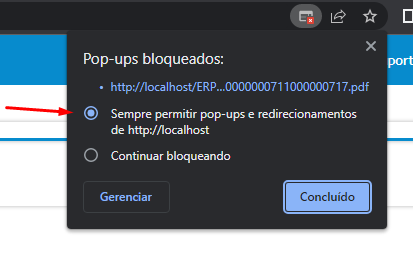 Pop-ups bloqueados:
http://localhost/ERP...0000000711000000717.pdf
port
Sempre permitir pop-ups e redirecionamentos
de http://localhost
Continuar bloqueando
Gerenciar
Concluído